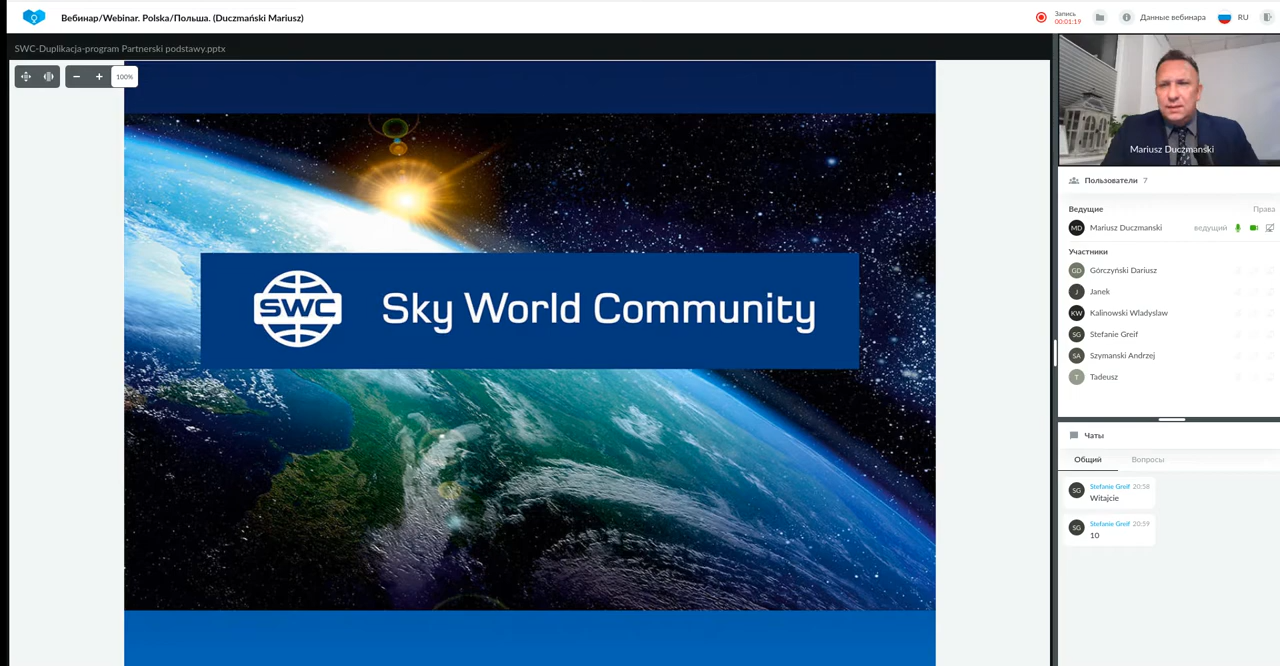 Вебинар/Webinar. Polska/Польша. (Duczmański Mariusz)
Запись
00:01:19
Данные вебинара
RU
SWC-Duplikacja-program Partnerski podstawy.pptx
100%
SWC
Sky World Community
Mariusz Duczmański
Пользователи 7
Ведущие
Права
MD
Mariusz Duczmanski
ведущий
Участники
GD
Górczyński Dariusz
J
Janek
KW
Kalinowski Wladyslaw
SG
Stefanie Greif
SA
Szymanski Andrzej
T
Tadeusz
Чаты
Общий
Вопросы
SG
Stefanie Greif 20:58
Witajcie
SG
Stefanie Greif 20:59
10